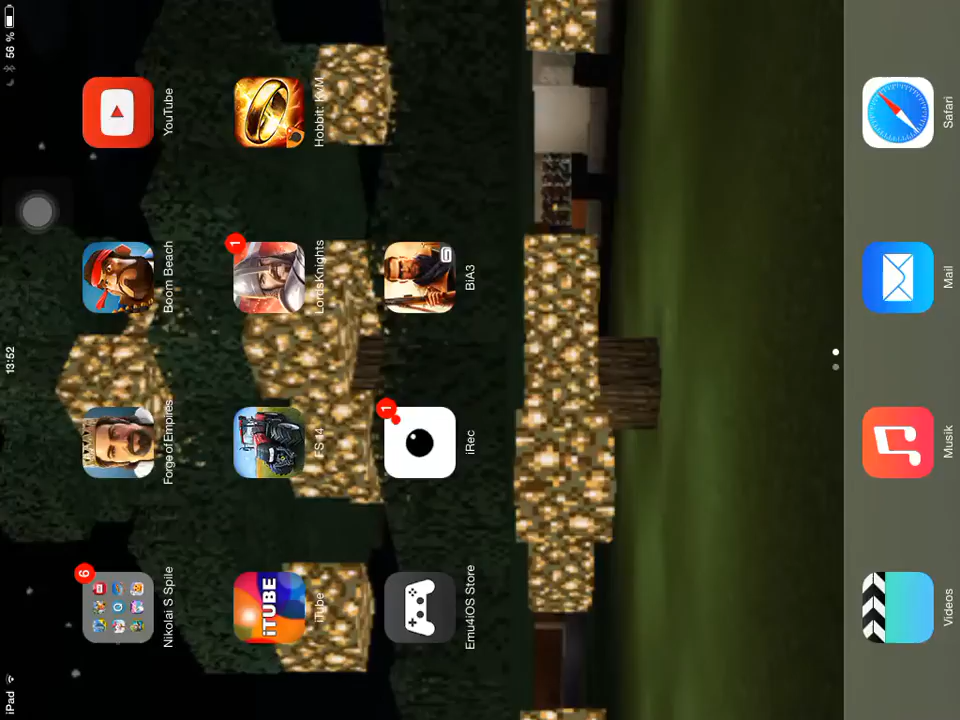 iPad
13:52
56 %
6
Nikolai S Spile
Forge of Empires
Boom Beach
YouTube
iTUBE
iTube
FS 14
1
LordsKnights
Hobbit: KvM
Emu4iOS Store
1
iRec
BiA3
Videos
Musik
Mail
Safari